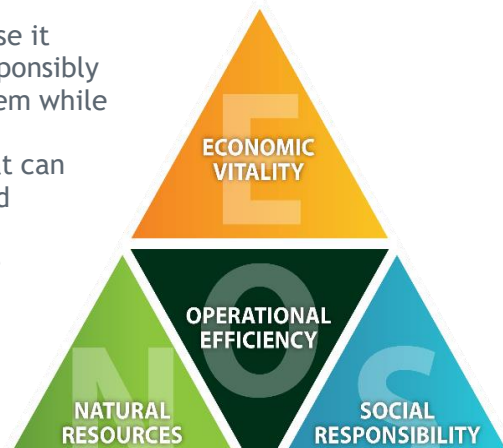 se it
ponsibly
em while
t can
d
E
ECONOMIC
VITALITY
O
OPERATIONAL
EFFICIENCY
N
NATURAL
RESOURCES
S
SOCIAL
RESPONSIBILITY